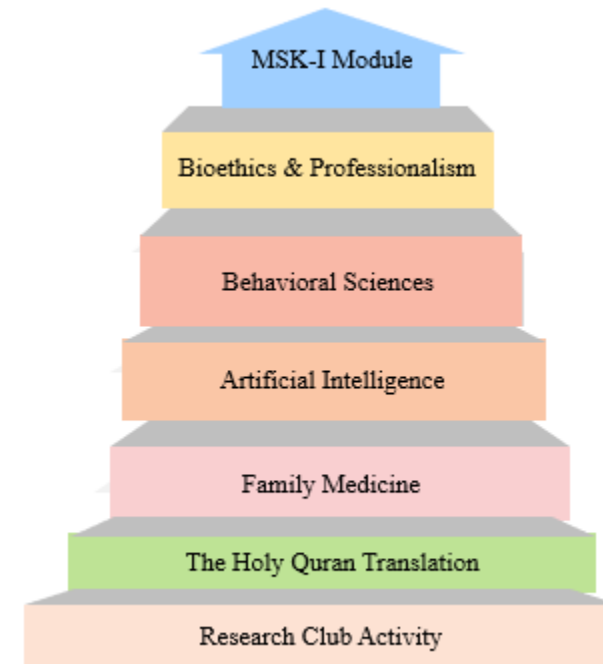 MSK-I Module
Bioethics & Professionalism
Behavioral Sciences
Artificial Intelligence
Family Medicine
The Holy Quran Translation
Research Club Activity